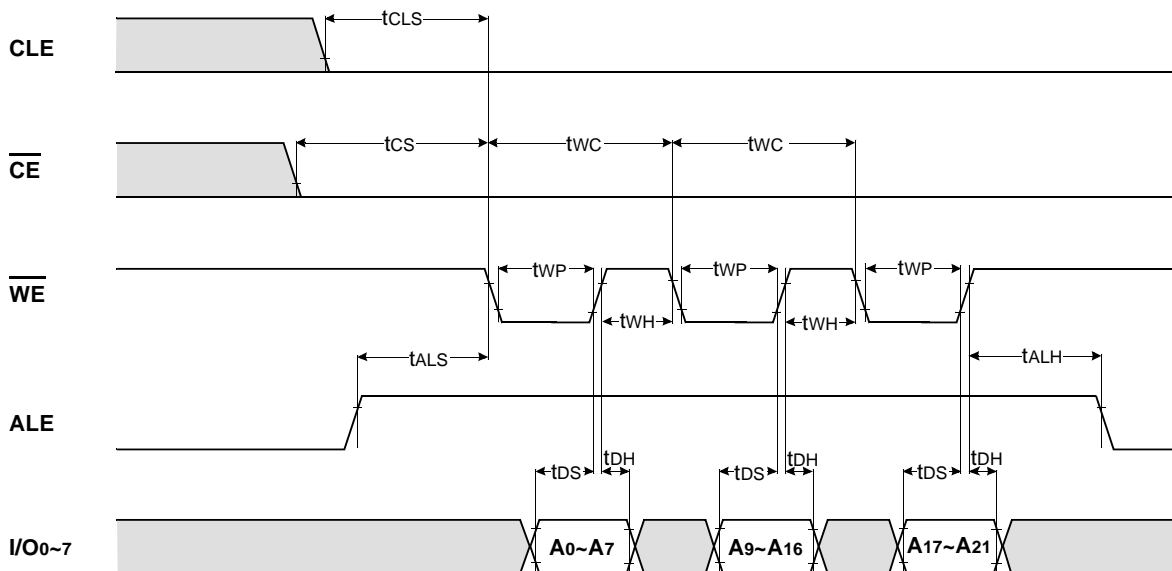 CLE
tCLS
CE
tCS
tWC
tWC
WE
tWP
tWP
tWP
tWH
tWH
tALS
tALH
ALE
tDS
tDH
tDS
tDH
tDS
tDH
I/O0~7
A0~A7
A9~A16
A17~A21